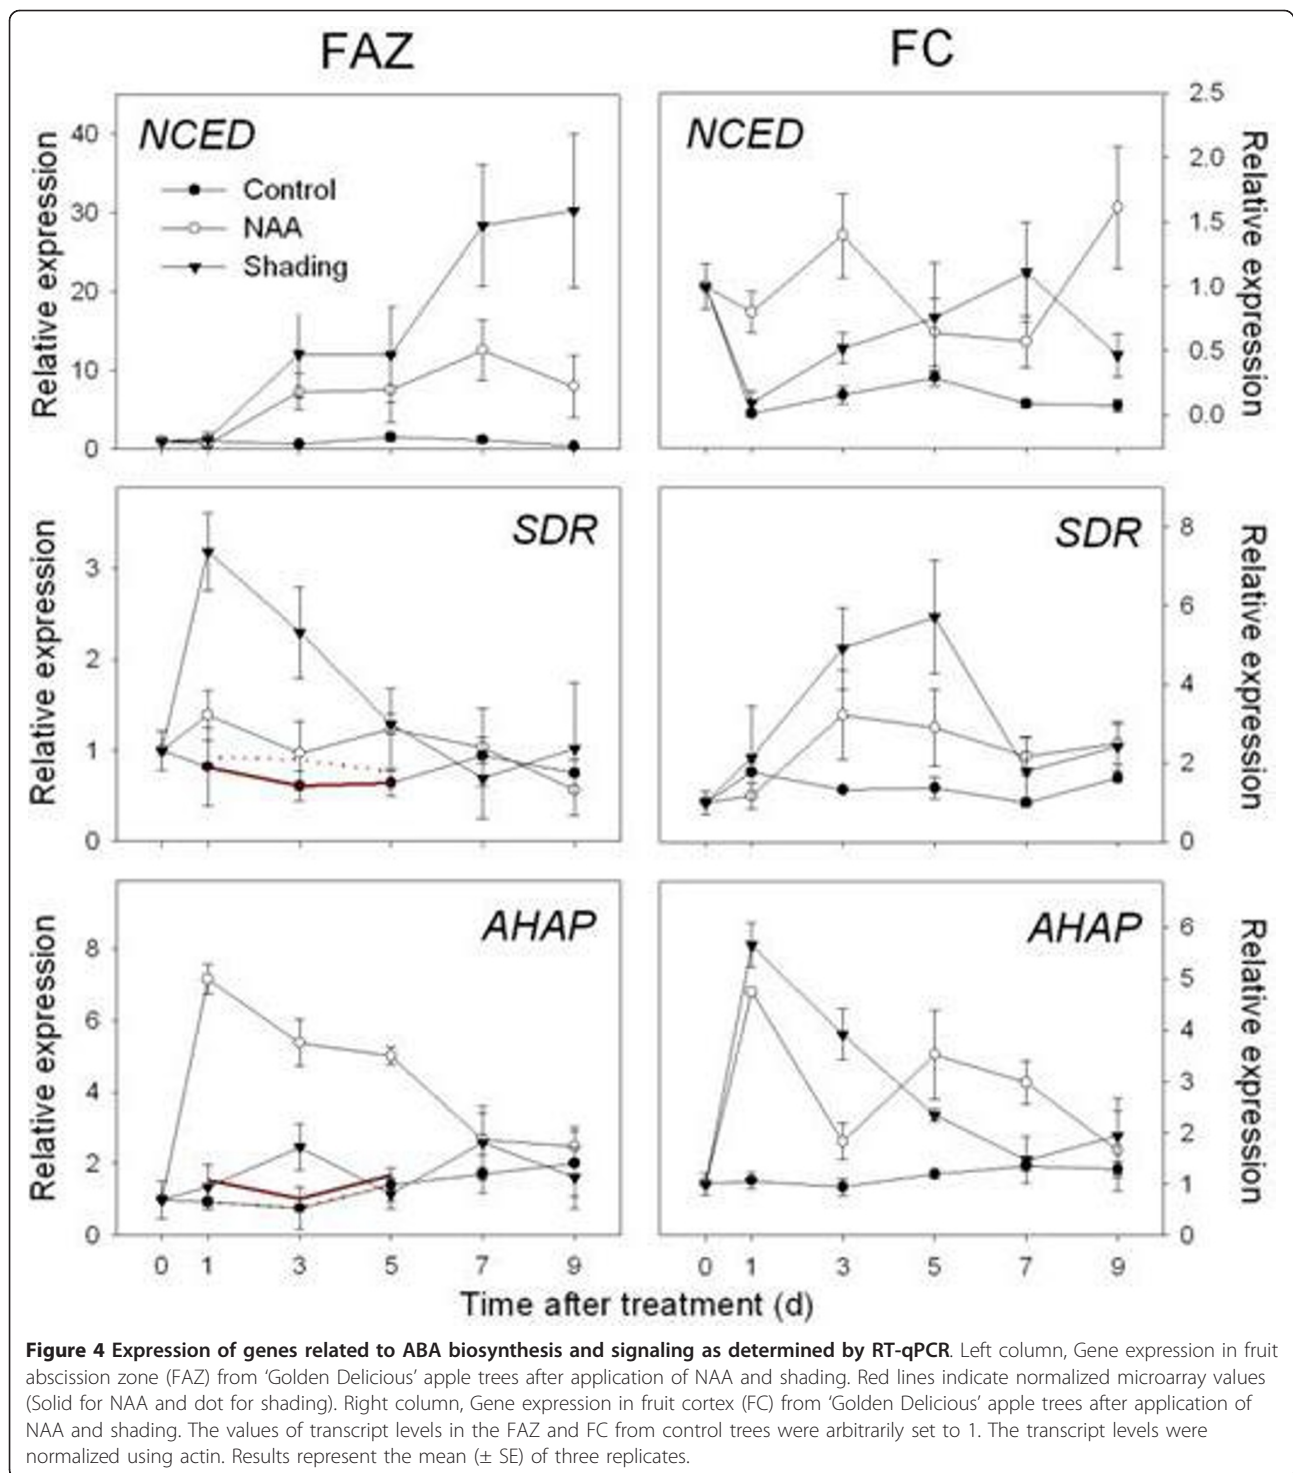 FAZ
FC
NCED
Control
NAA
Shading
Relative expression
40
30
20
10
0
NCED
2.5
2.0
1.5
1.0
0.5
0.0
Relative expression
SDR
Relative expression
3
2
1
0
SDR
8
6
4
2
0
Relative expression
AHAP
Relative expression
8
6
4
2
0
0 1 3 5 7 9
AHAP
6
5
4
3
2
1
0
Relative expression
0 1 3 5 7 9
Time after treatment (d)
Figure 4 Expression of genes related to ABA biosynthesis and signaling as determined by RT-qPCR. Left column, Gene expression in fruit
abscission zone (FAZ) from ‘Golden Delicious’ apple trees after application of NAA and shading. Red lines indicate normalized microarray values
(Solid for NAA and dot for shading). Right column, Gene expression in fruit cortex (FC) from ‘Golden Delicious’ apple trees after application of
NAA and shading. The values of transcript levels in the FAZ and FC from control trees were arbitrarily set to 1. The transcript levels were
normalized using actin. Results represent the mean (± SE) of three replicates.